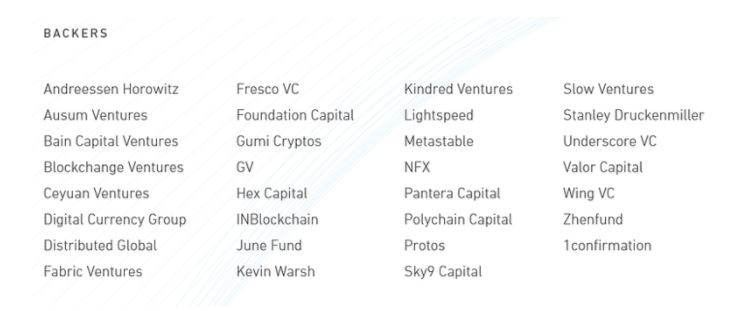 BACKERS
Andreessen Horowitz
Ausum Ventures
Bain Capital Ventures
Blockchange Ventures
Ceyuan Ventures
Digital Currency Group
Distributed Global
Fabric Ventures
Fresco VC
Foundation Capital
Gumi Cryptos
GV
Hex Capital
INBlockchain
June Fund
Kevin Warsh
Kindred Ventures
Lightspeed
Metastable
NFX
Pantera Capital
Polychain Capital
Protos
Sky9 Capital
Slow Ventures
Stanley Druckenmiller
Underscore VC
Valor Capital
Wing VC
Zhenfund
1confirmation